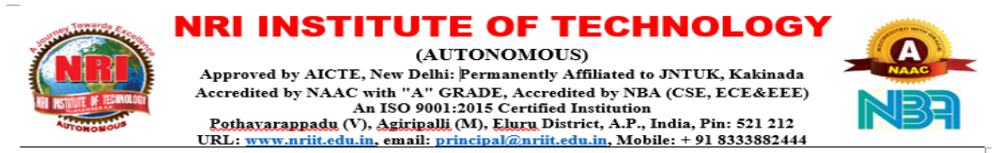 A Journey Towards Excellence
NRI
NRI INSTITUTE OF TECHNOLOGY
AUTONOMOUS
NRI INSTITUTE OF TECHNOLOGY
(AUTONOMOUS)
Approved by AICTE, New Delhi: Permanently Affiliated to JNTUK, Kakinada
Accredited by NAAC with "A" GRADE, Accredited by NBA (CSE, ECE&EEE)
An ISO 9001:2015 Certified Institution
Pothavarappadu (V), Agiripalli (M), Eluru District, A.P., India, Pin: 521 212
URL: www.nriit.edu.in, email: principal@nriit.edu.in, Mobile: + 91 8333882444
ACCREDITED WITH GRADE
A
NAAC
NBA